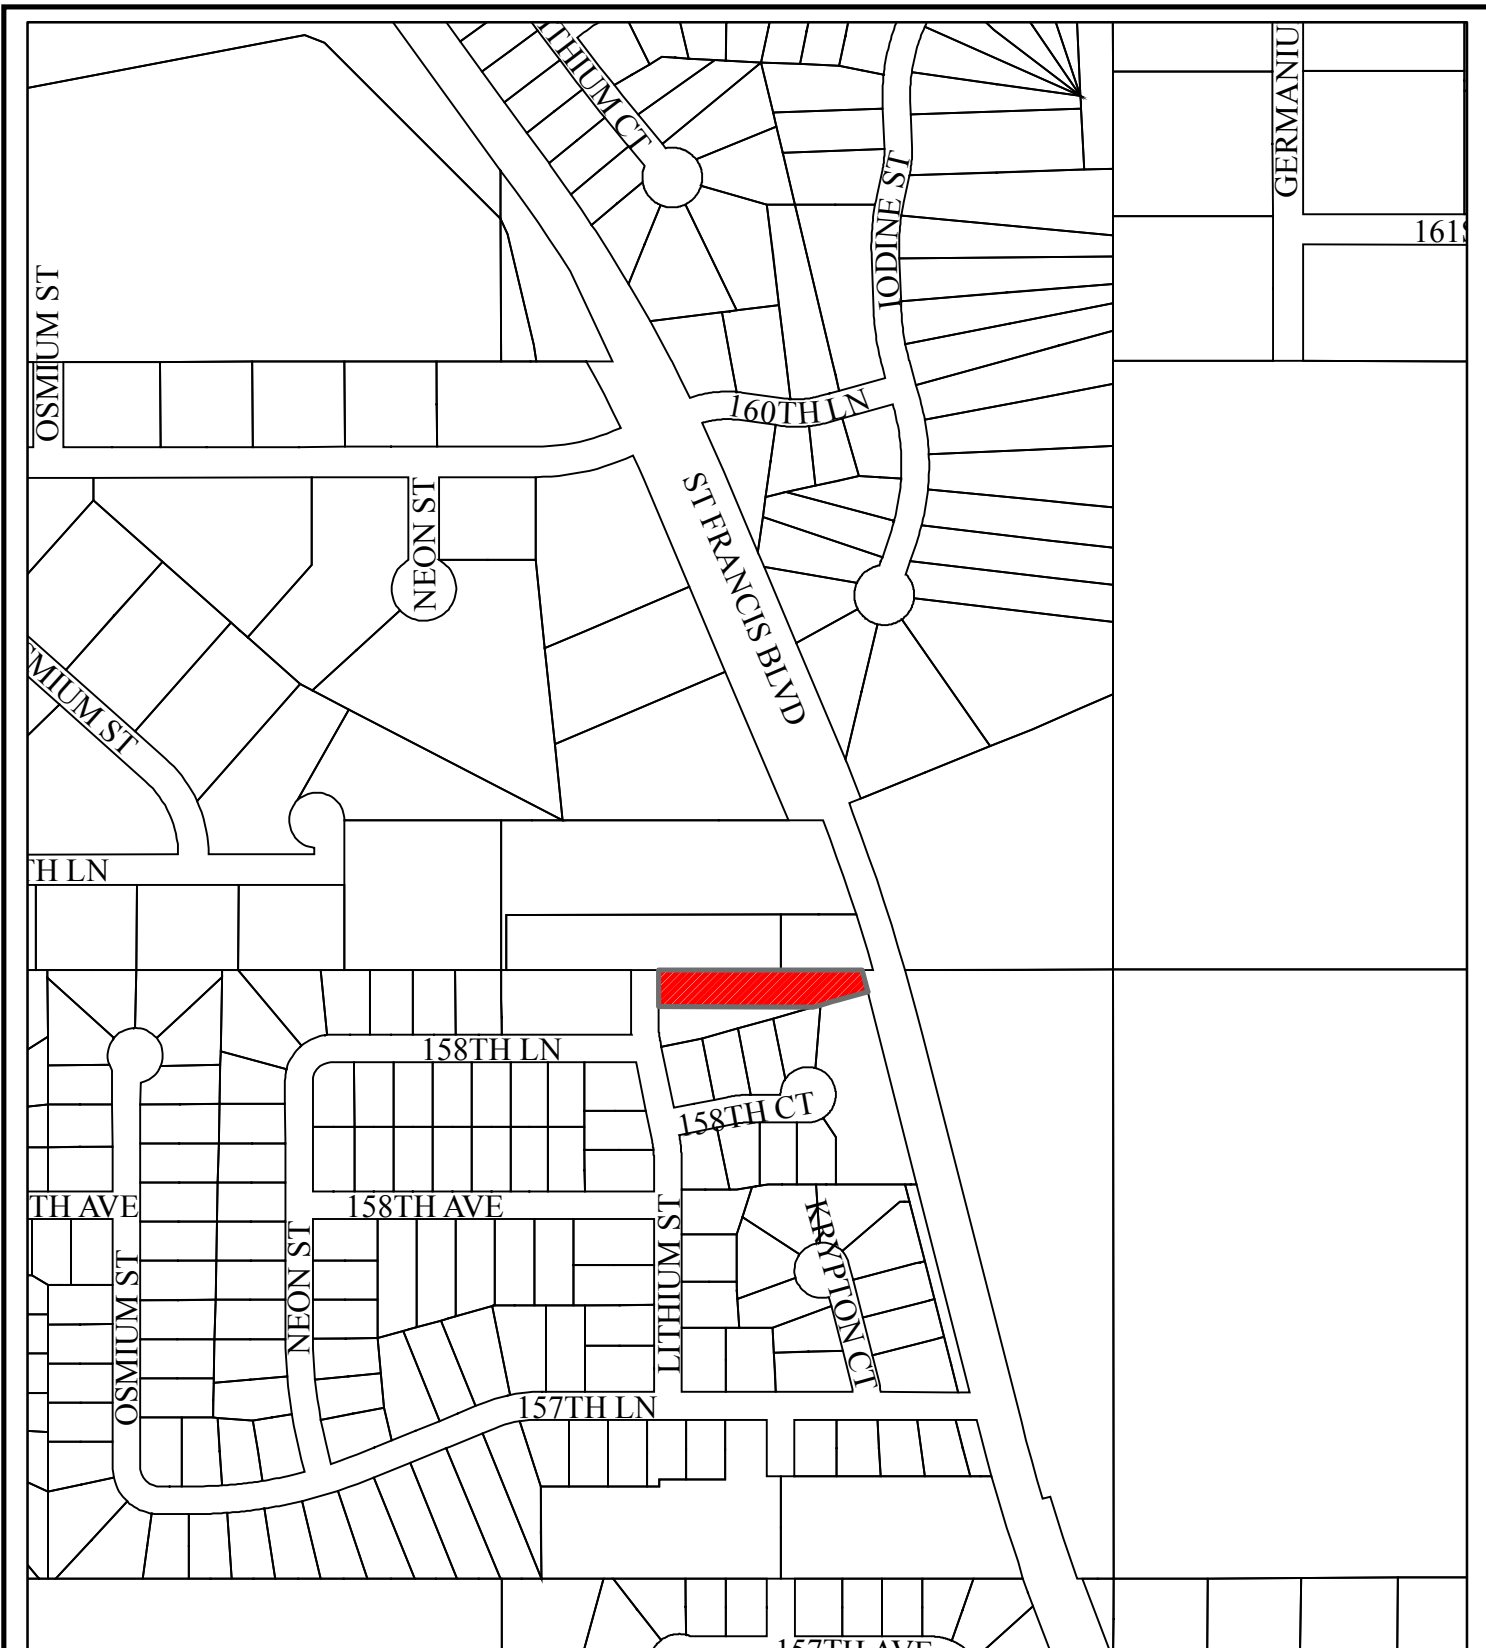 THIUM CT
GERMANIU
IODINE ST
161S
OSMIUM ST
160TH LN
NEON ST
ST FRANCIS BLVD
MIUM ST
TH LN
158TH LN
158TH CT
TH AVE
158TH AVE
LITHIUM ST
KRYPTON CT
OSMIUM ST
NEON ST
157TH LN
157TH AVE